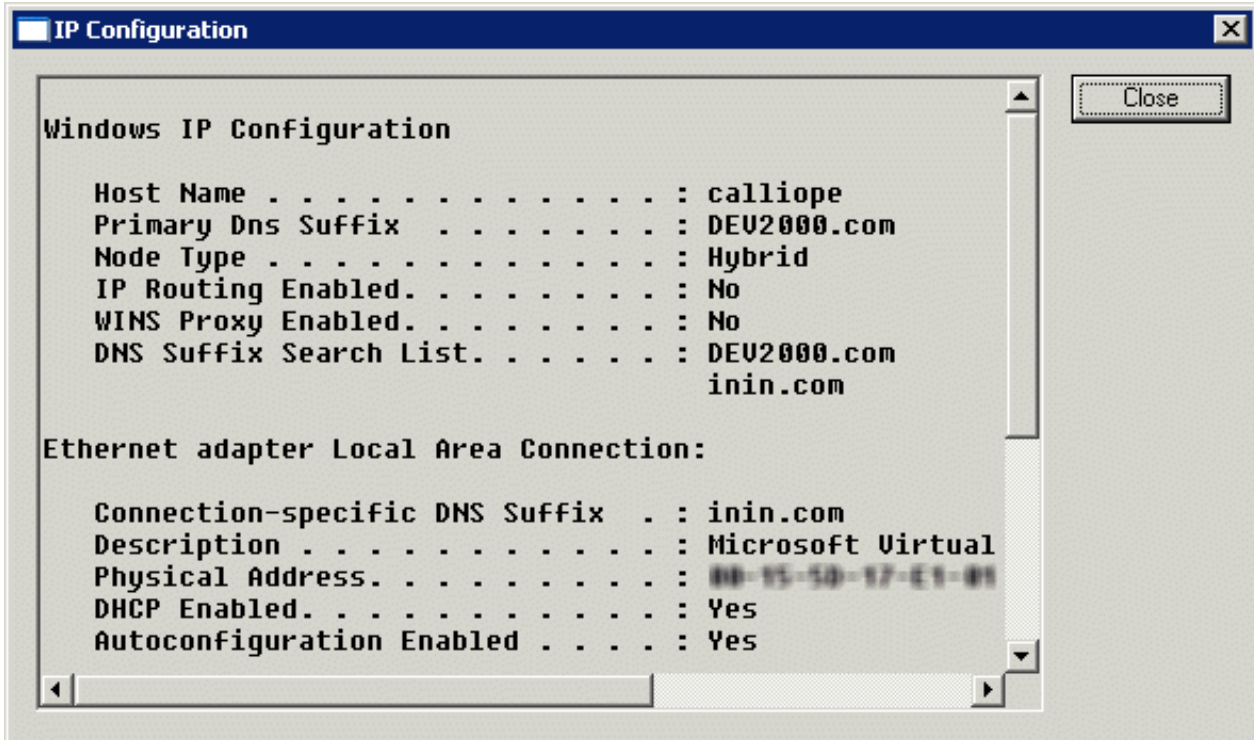 IP Configuration
Close
Windows IP Configuration
Host Name . . . . . . . . . . . . : calliope
Primary Dns Suffix . . . . . . . : DEV2000.com
Node Type . . . . . . . . . . . . : Hybrid
IP Routing Enabled. . . . . . . . : No
WINS Proxy Enabled. . . . . . . . : No
DNS Suffix Search List. . . . . . : DEV2000.com
inin.com
Ethernet adapter Local Area Connection:
Connection-specific DNS Suffix . : inin.com
Description . . . . . . . . . . . : Microsoft Virtual
Physical Address. . . . . . . . . :
DHCP Enabled. . . . . . . . . . . : Yes
Autoconfiguration Enabled . . . . : Yes